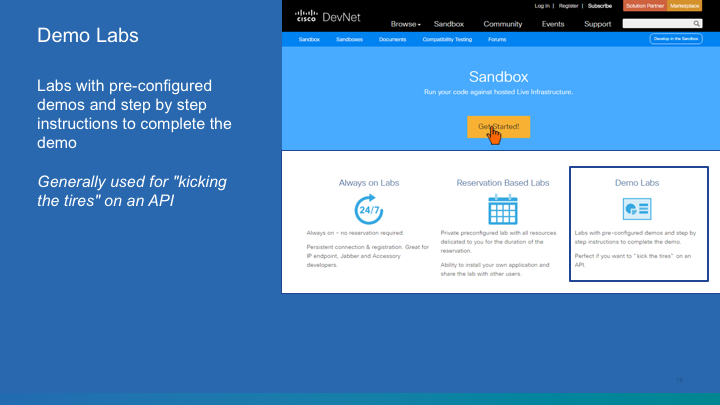 Demo Labs
Labs with pre-configured
demos and step by step
instructions to complete the
demo
Generally used for "kicking
the tires" on an API
Log In | Register | Subscribe
Solution Partner
Marketplace
CISCO DevNet
Browse
Sandbox
Community
Events
Support
Sandbox
Sandboxes
Documents
Compatibility Testing
Forums
Develop in the Sandbox
Sandbox
Run your code against hosted Live Infrastructure.
Get Started!
Always on Labs
24/7
Always on - no reservation required.
Persistent connection & registration. Great for
IP endpoint, Jabber and Accessory
developers.
Reservation Based Labs
Private preconfigured lab with all resources
dedicated to you for the duration of the
reservation.
Ability to install your own application and
share the lab with other users.
Demo Labs
Labs with pre-configured demos and step by
step instructions to complete the demo.
Perfect if you want to "kick the tires" on an
API.